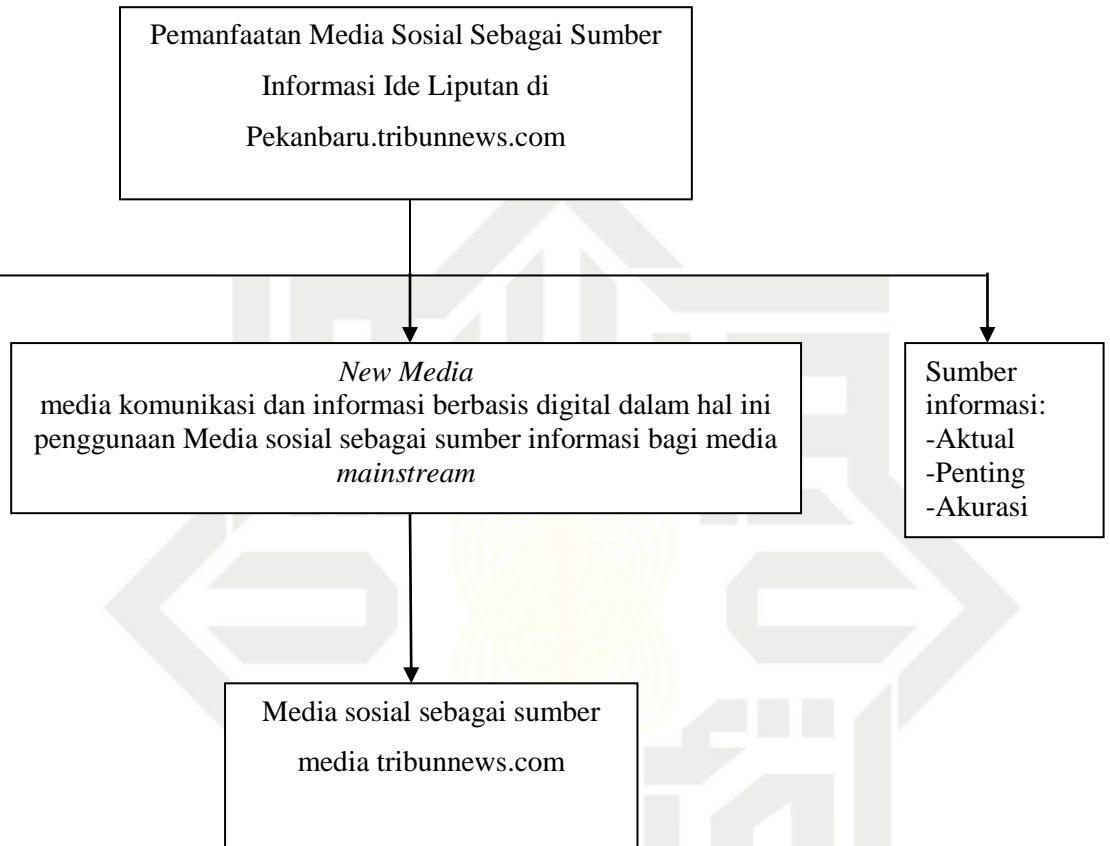 Pemanfaatan Media Sosial Sebagai Sumber
Informasi Ide Liputan di
Pekanbaru.tribunnews.com
New Media
media komunikasi dan informasi berbasis digital dalam hal ini
penggunaan Media sosial sebagai sumber informasi bagi media
mainstream
Sumber
informasi:
-Aktual
-Penting
-Akurasi
Media sosial sebagai sumber
media tribunnews.com